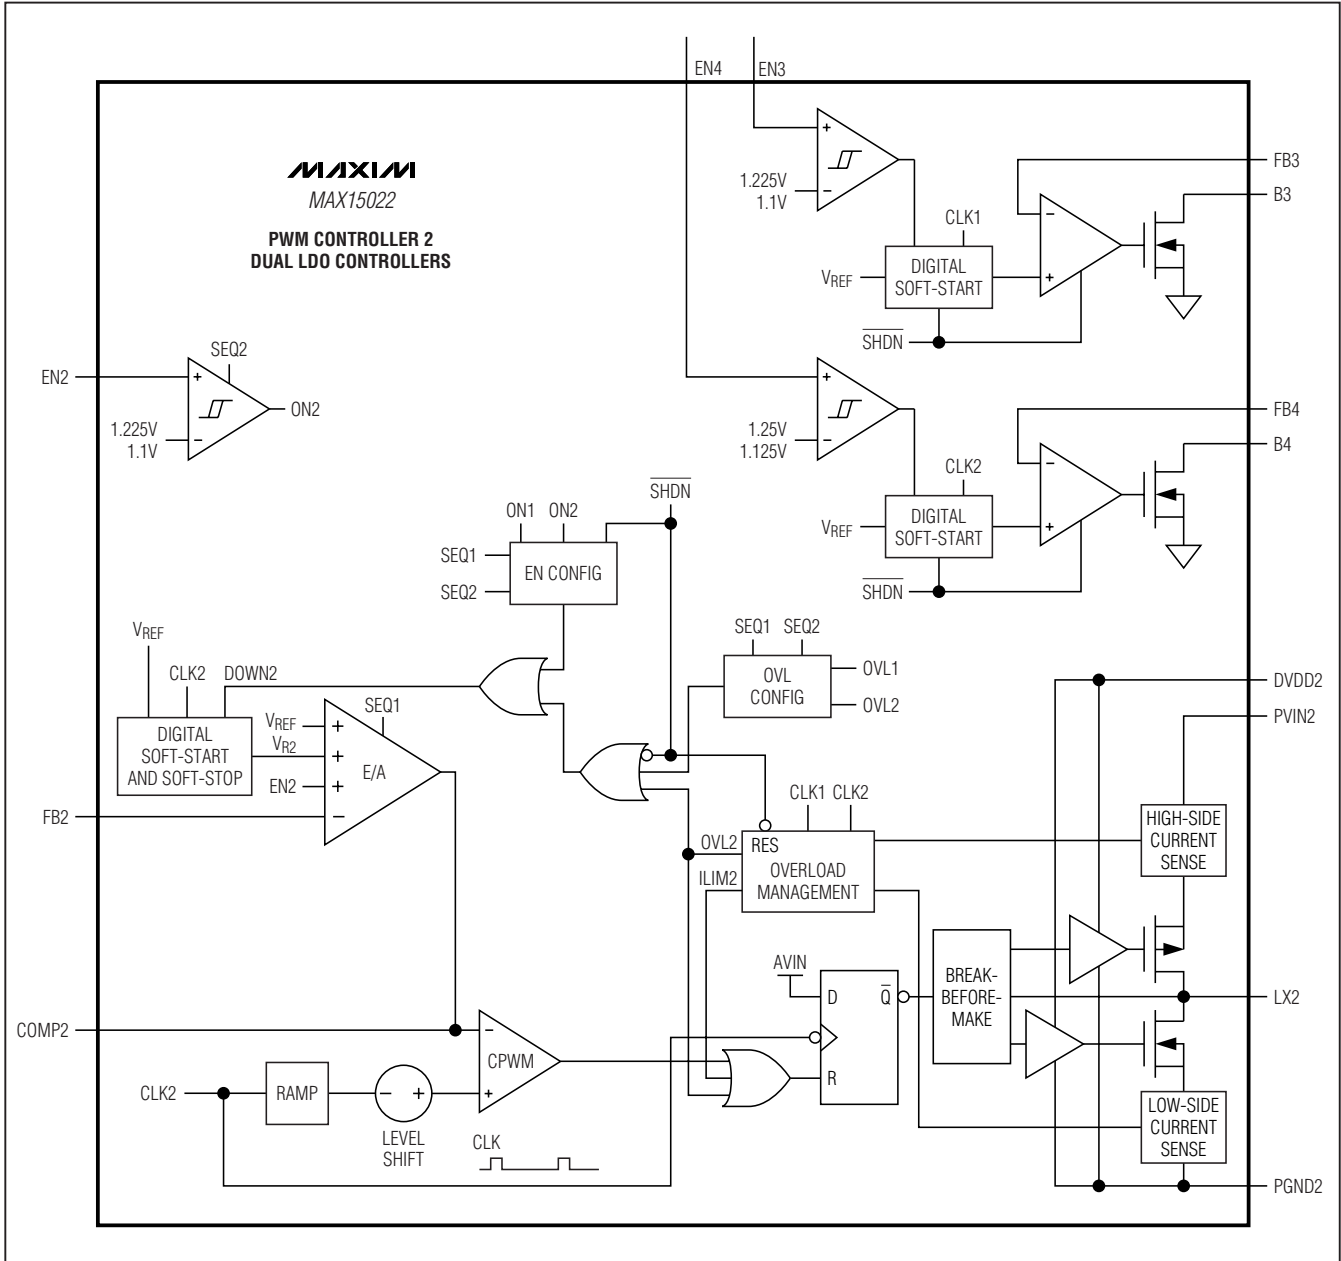 EN4
EN3
MAXIM
MAX15022
PWM CONTROLLER 2
DUAL LDO CONTROLLERS
+
1.225V
1.1V
−
FB3
B3
CLK1
VREF
DIGITAL
SOFT-START
−
+
SHDN
EN2
SEQ2
+
1.225V
1.1V
−
ON2
+
1.25V
1.125V
−
FB4
B4
CLK2
VREF
DIGITAL
SOFT-START
−
+
SHDN
SHDN
ON1
ON2
SEQ1
SEQ2
EN CONFIG
VREF
CLK2
DOWN2
DIGITAL
SOFT-START
AND SOFT-STOP
SEQ1
VREF
VR2
EN2
+
+
+
−
E/A
FB2
SEQ1
SEQ2
OVL
CONFIG
OVL1
OVL2
DVDD2
PVIN2
CLK1
CLK2
OVL2
ILIM2
RES
OVERLOAD
MANAGEMENT
HIGH-SIDE
CURRENT
SENSE
AVIN
D
Q
R
BREAK-
BEFORE-
MAKE
LX2
COMP2
−
CPWM
+
CLK2
RAMP
−
+
LEVEL
SHIFT
CLK
LOW-SIDE
CURRENT
SENSE
PGND2